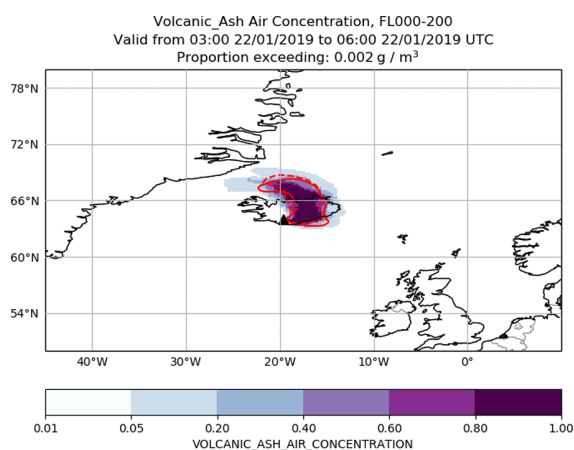 Volcanic_Ash Air Concentration, FL000-200
Valid from 03:00 22/01/2019 to 06:00 22/01/2019 UTC
Proportion exceeding: 0.002 g / m³
78°N
72°N
66°N
60°N
54°N
40°W 30°W 20°W 10°W 0°
0.01 0.05 0.20 0.40 0.60 0.80 1.00
VOLCANIC_ASH_AIR_CONCENTRATION